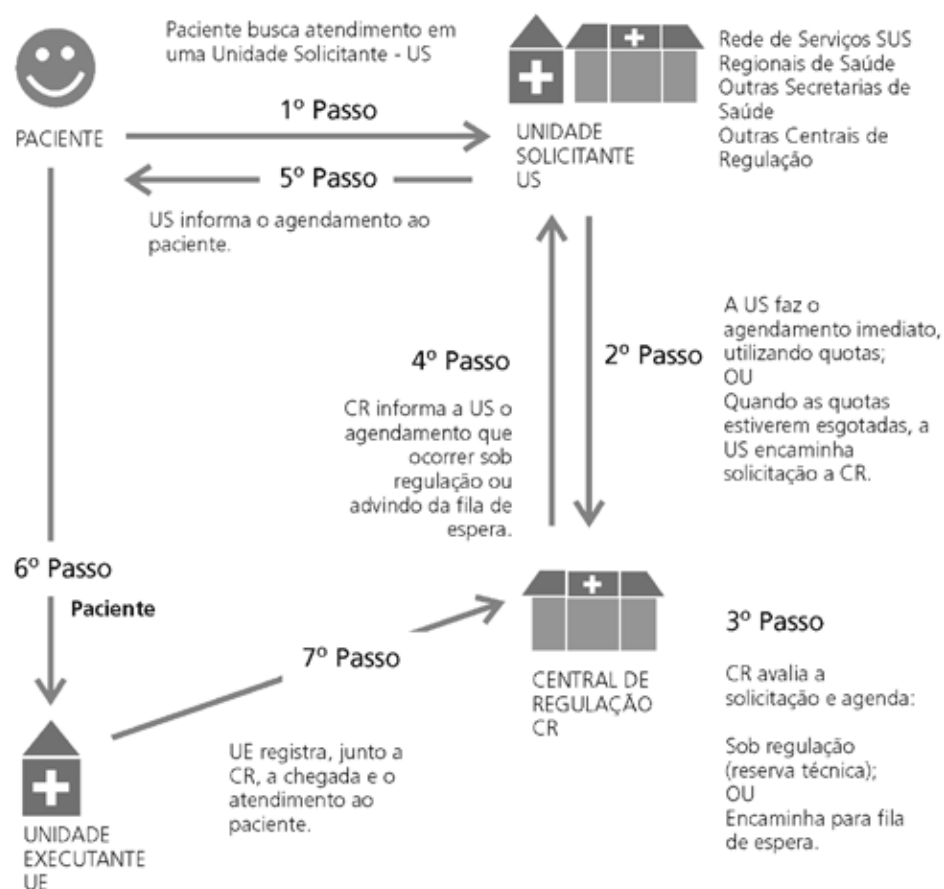 Paciente busca atendimento em
uma Unidade Solicitante - US
PACIENTE
1º Passo
UNIDADE
SOLICITANTE
US
Rede de Serviços SUS
Regionais de Saúde
Outras Secretarias de
Saúde
Outras Centrais de
Regulação
5º Passo
US informa o agendamento ao
paciente.
4º Passo
CR informa a US o
agendamento que
ocorrer sob
regulação ou
advindo da fila de
espera.
2º Passo
A US faz o
agendamento imediato,
utilizando quotas;
OU
Quando as quotas
estiverem esgotadas, a
US encaminha
solicitação a CR.
6º Passo
Paciente
7º Passo
CENTRAL DE
REGULAÇÃO
CR
3º Passo
CR avalia a
solicitação e agenda:
Sob regulação
(reserva técnica);
OU
Encaminha para fila
de espera.
UE registra, junto a
CR, a chegada e o
atendimento ao
paciente.
UNIDADE
EXECUTANTE
UE